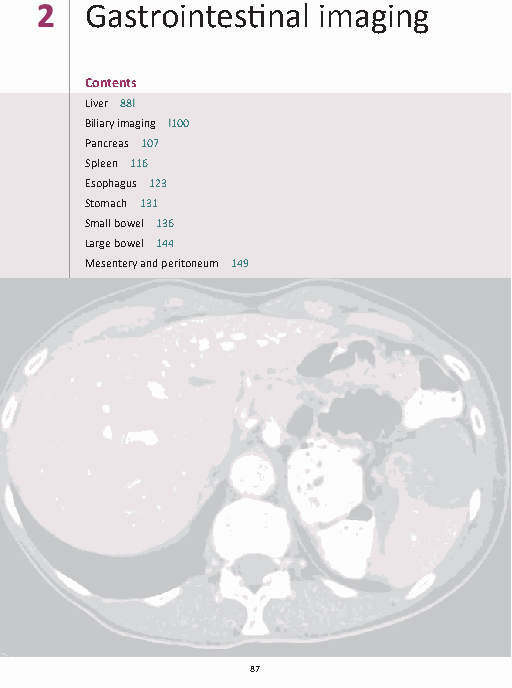 2 Gastrointestinal imaging
Contents
Liver 88l
Biliary imaging l100
Pancreas 107
Spleen 116
Esophagus 123
Stomach 131
Small bowel 136
Large bowel 144
Mesentery and peritoneum 149
87